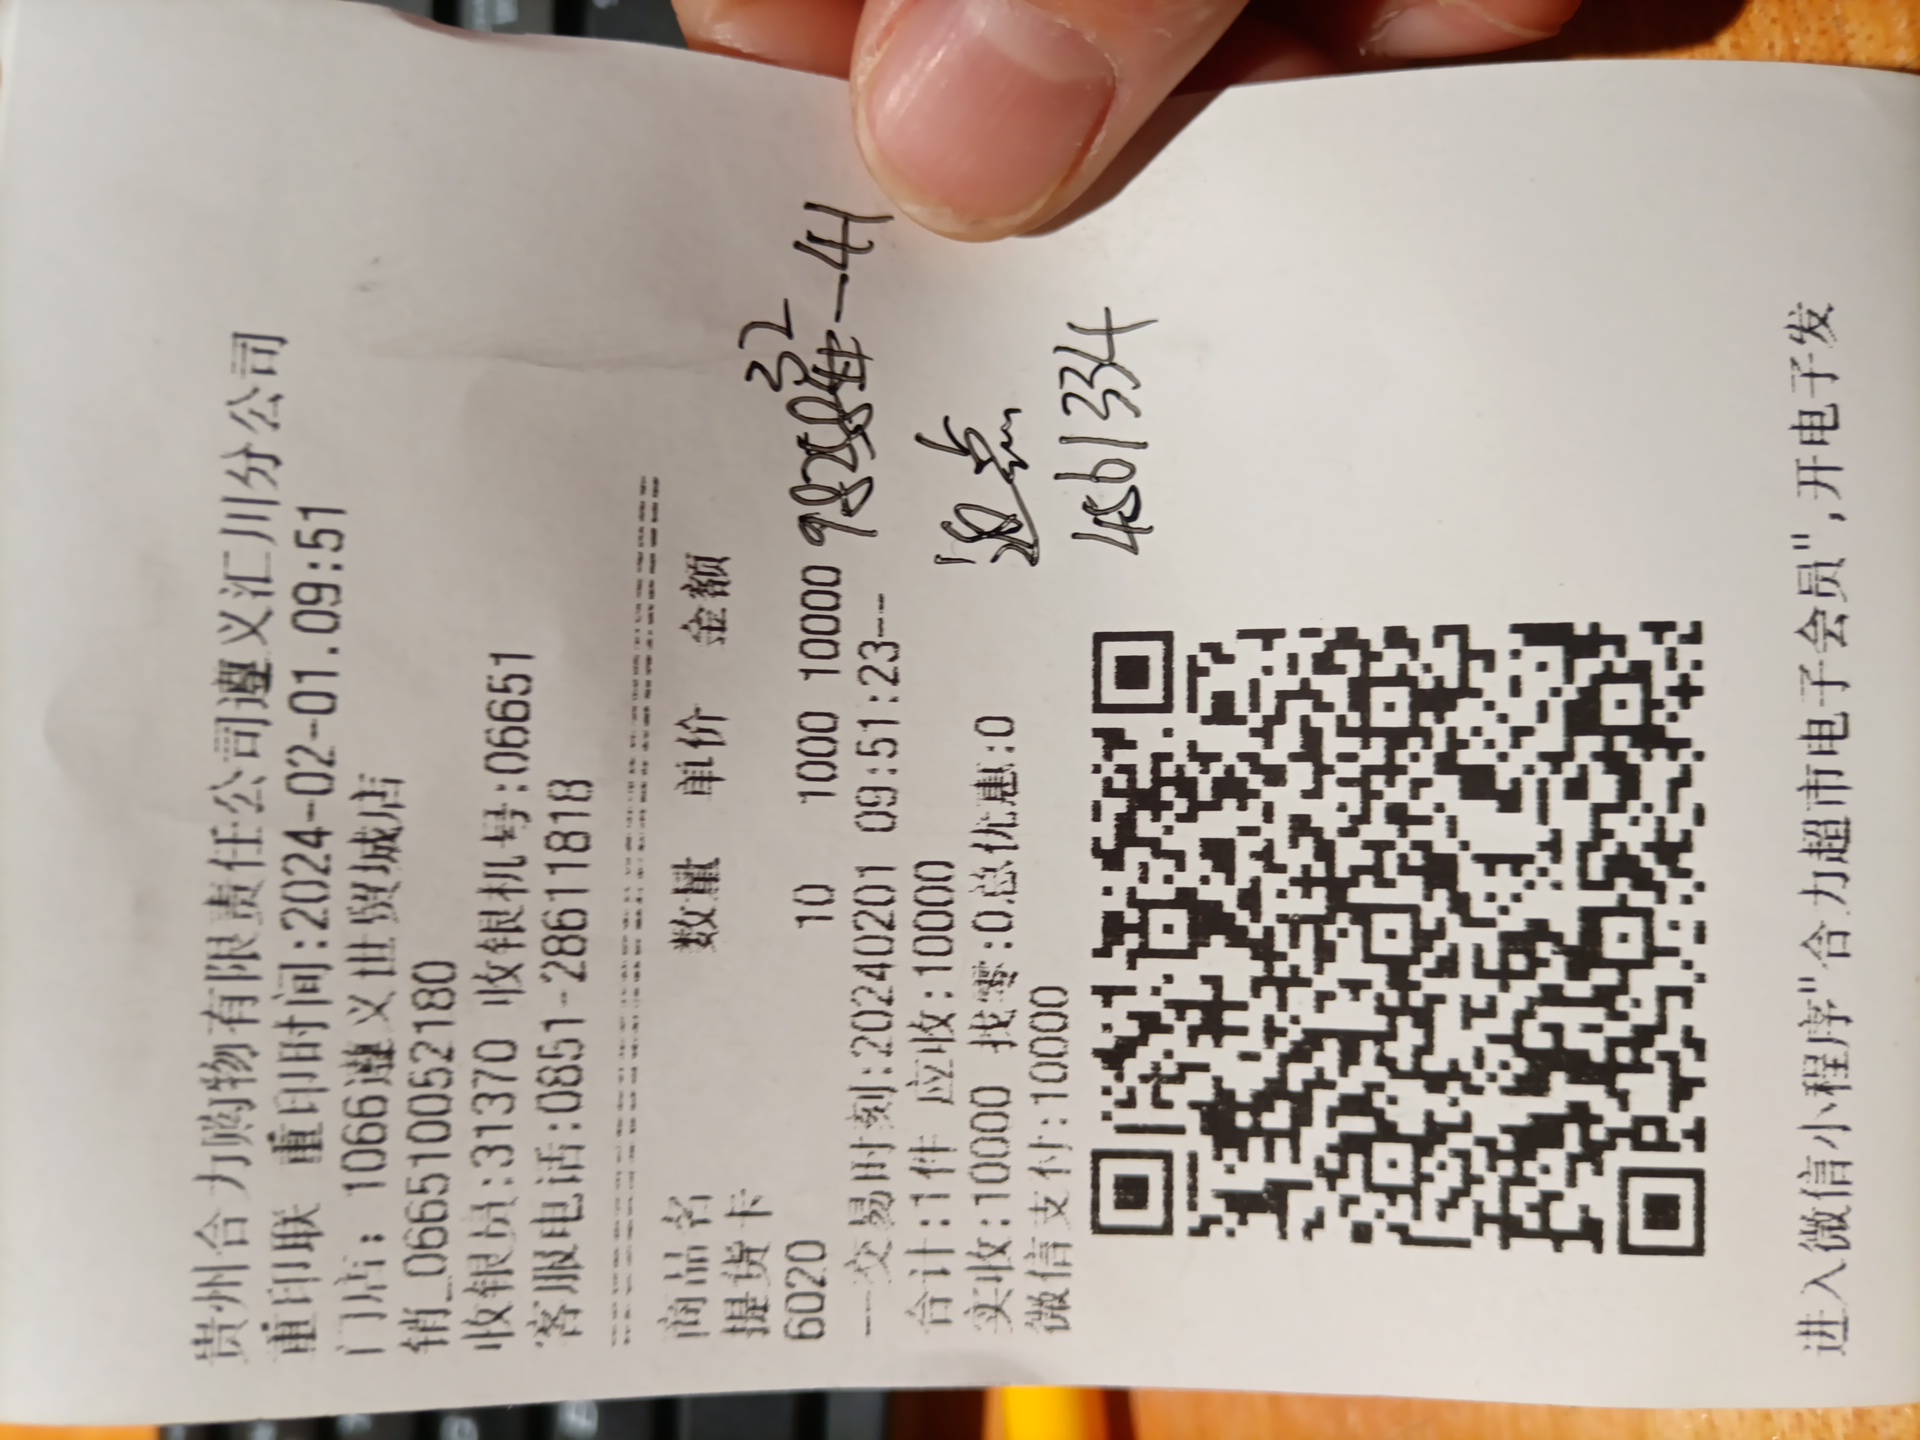 贵州合力购物有限责任公司遵义汇川分公司
重印联 重印时间:2024-02-01.09:51
门店: 1066遵义世贸城店
销_066510052180
收银员:31370 收银机号:06651
客服电话:0851-28611818
商品名 数量 单价 金额
提货卡
6020 10 1000 10000
--交易时刻:20240201 09:51:23--
合计:1件 应收:10000
实收:10000 找零:0总优惠:0
微信支付:10000
461334
进入微信小程序"合力超市电子会员",开电子发